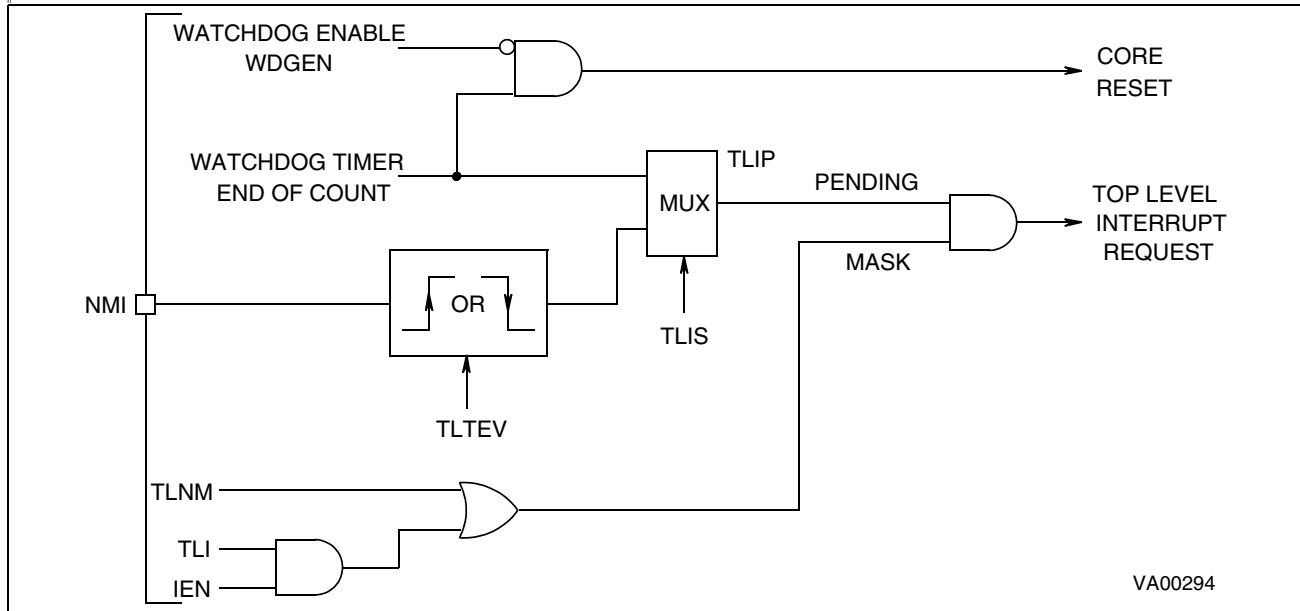 WATCHDOG ENABLE
WDGEN
CORE
RESET
WATCHDOG TIMER
END OF COUNT
TLIP
MUX
PENDING
TOP LEVEL
INTERRUPT
REQUEST
MASK
NMI
OR
TLIS
TLTEV
TLNM
TLI
IEN
VA00294